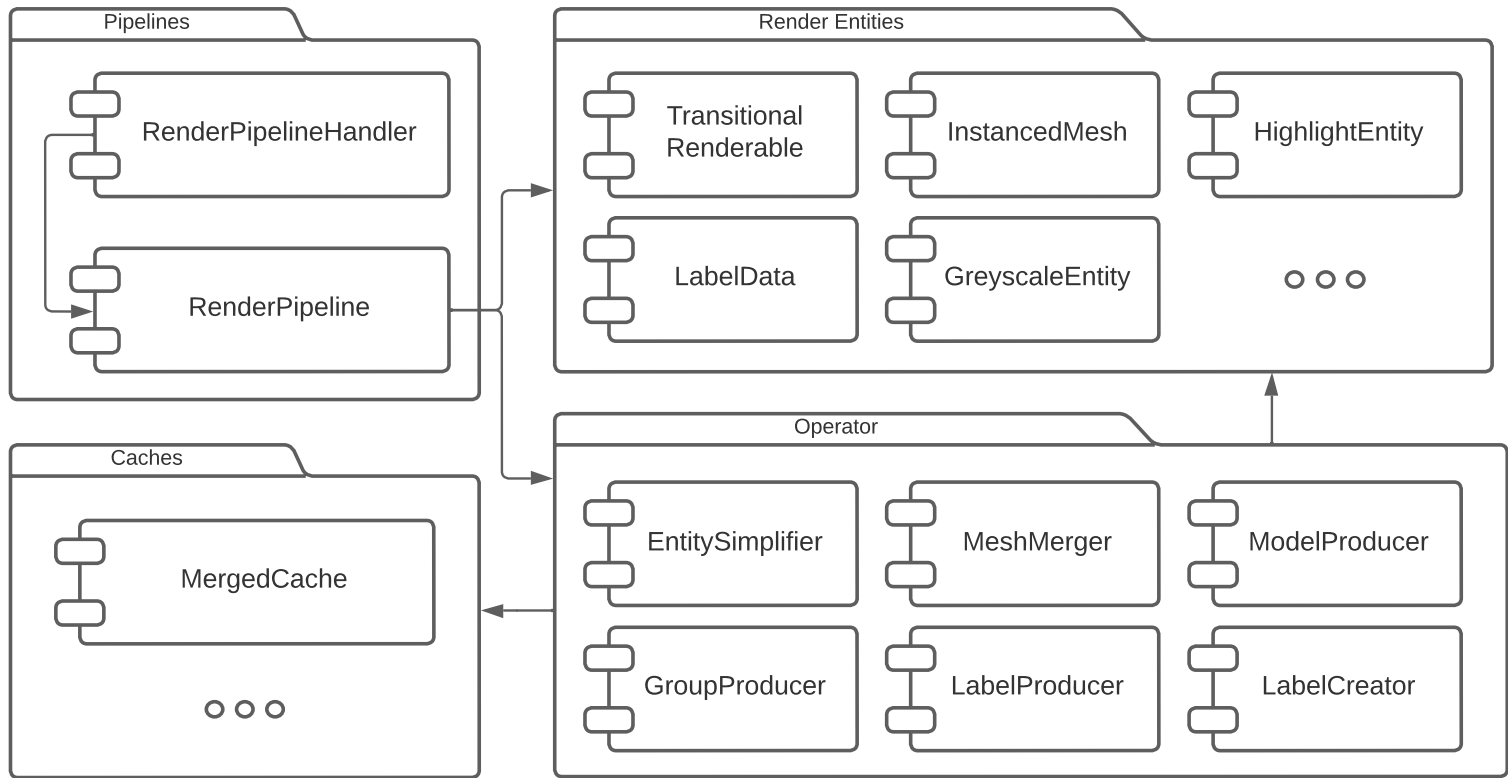 Pipelines
RenderPipelineHandler
RenderPipeline
Render Entities
Transitional
Renderable
InstancedMesh
HighlightEntity
LabelData
GreyscaleEntity
Caches
MergedCache
Operator
EntitySimplifier
MeshMerger
ModelProducer
GroupProducer
LabelProducer
LabelCreator